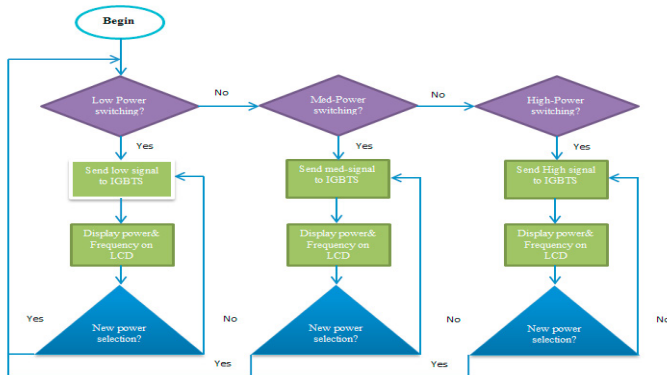 Begin
Low Power
switching?
No
Med-Power
switching?
No
High-Power
switching?
Yes
Yes
Yes
Send low signal
to IGBTS
Send med-signal
to IGBTS
Send High signal
to IGBTS
Display power&
Frequency on
LCD
Display power&
Frequency on
LCD
Display power&
Frequency on
LCD
Yes
New power
selection?
No
Yes
New power
selection?
No
Yes
New power
selection?
No